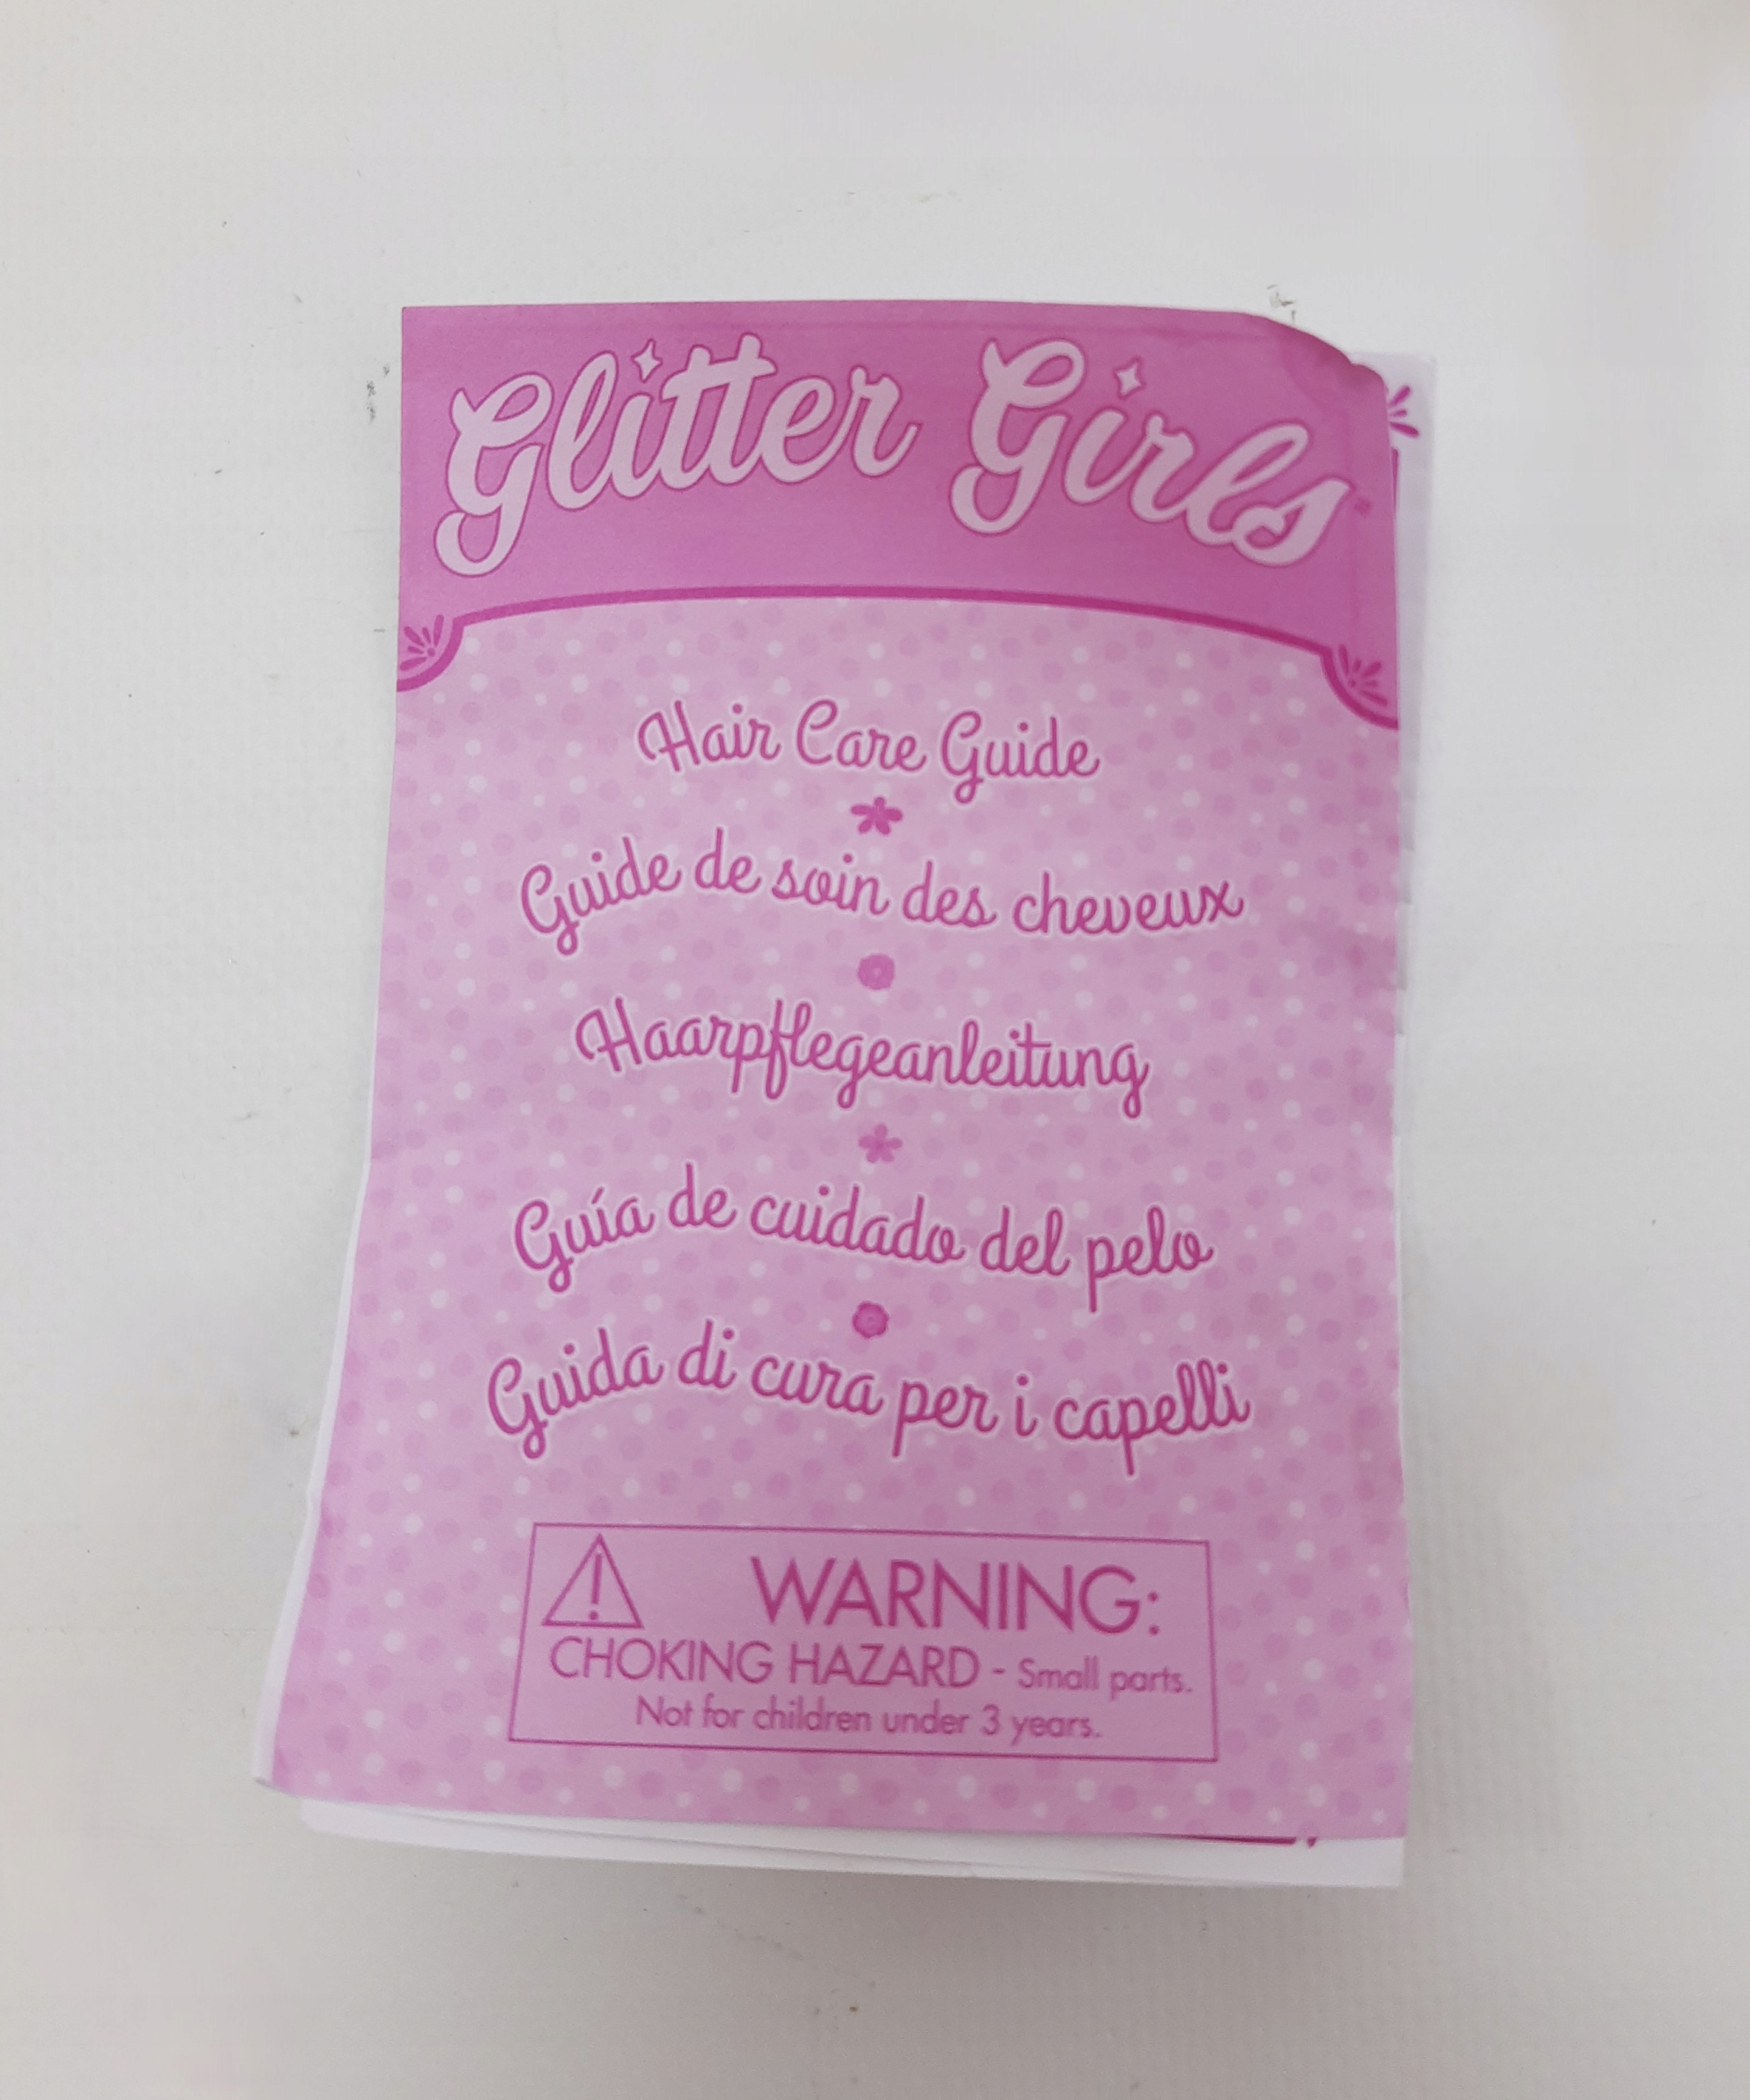 Glitter Girls
Hair Care Guide
Guide de soin des cheveux
Haarpflegeanleitung
Guía de cuidado del pelo
Guida di cura per i capelli
WARNING:
CHOKING HAZARD - Small parts.
Not for children under 3 years.